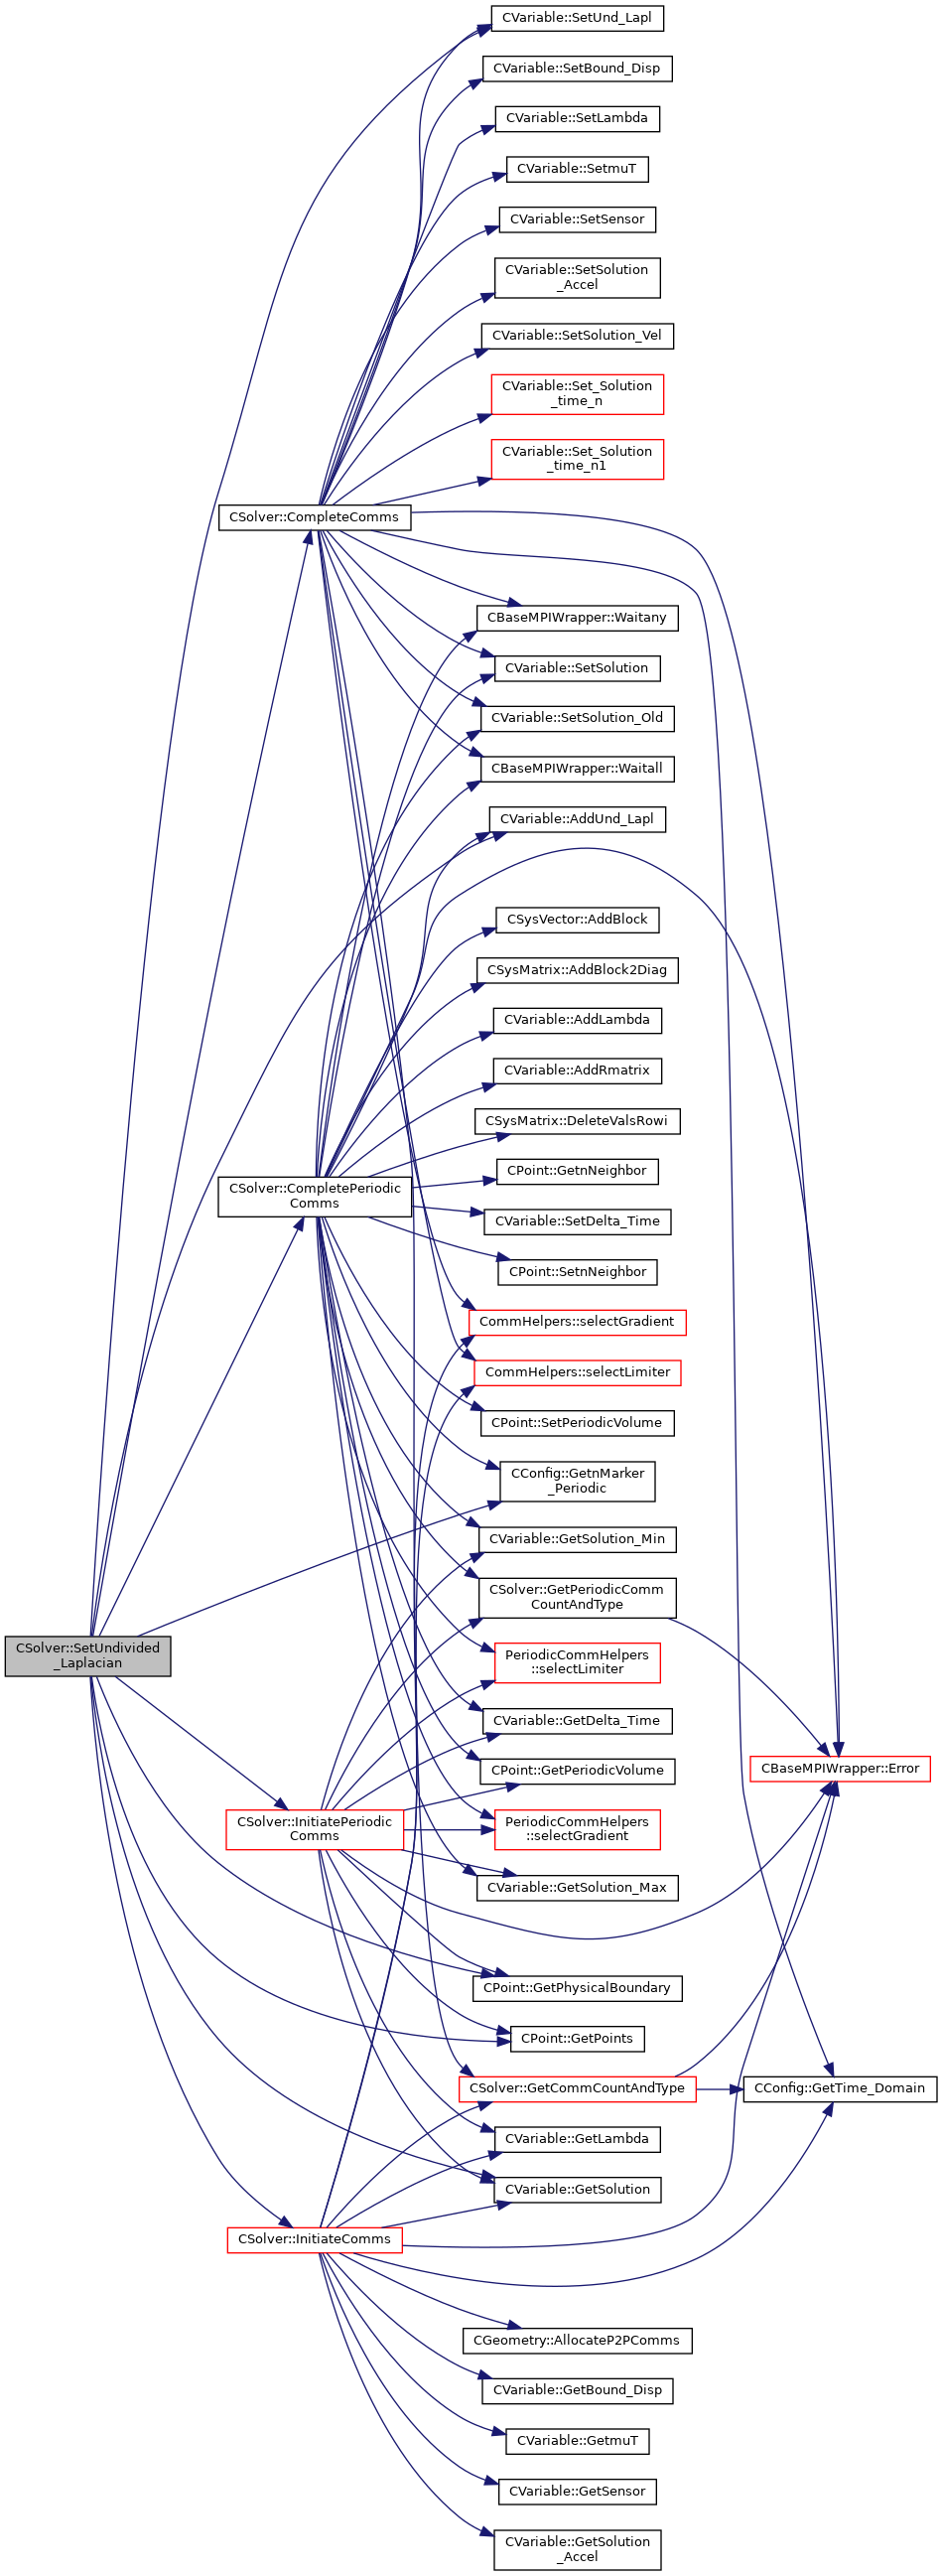 CVariable::SetUnd_Lapl
CVariable::SetBound_Disp
CVariable::SetLambda
CVariable::SetmuT
CVariable::SetSensor
CVariable::SetSolution
_Accel
CVariable::SetSolution_Vel
CVariable::Set_Solution
_time_n
CVariable::Set_Solution
_time_n1
CSolver::CompleteComms
CBaseMPIWrapper::Waitany
CVariable::SetSolution
CVariable::SetSolution_Old
CBaseMPIWrapper::Waitall
CVariable::AddUnd_Lapl
CSysVector::AddBlock
CSysMatrix::AddBlock2Diag
CVariable::AddLambda
CVariable::AddRmatrix
CSysMatrix::DeleteValsRowi
CPoint::GetnNeighbor
CSolver::CompletePeriodic
Comms
CVariable::SetDelta_Time
CPoint::SetnNeighbor
CommHelpers::selectGradient
CommHelpers::selectLimiter
CPoint::SetPeriodicVolume
CConfig::GetnMarker
_Periodic
CVariable::GetSolution_Min
CSolver::GetPeriodicComm
CountAndType
CSolver::SetUndivided
_Laplacian
PeriodicCommHelpers
::selectLimiter
CVariable::GetDelta_Time
CPoint::GetPeriodicVolume
CBaseMPIWrapper::Error
CSolver::InitiatePeriodic
Comms
PeriodicCommHelpers
::selectGradient
CVariable::GetSolution_Max
CPoint::GetPhysicalBoundary
CPoint::GetPoints
CSolver::GetCommCountAndType
CConfig::GetTime_Domain
CVariable::GetLambda
CVariable::GetSolution
CSolver::InitiateComms
CGeometry::AllocateP2PComms
CVariable::GetBound_Disp
CVariable::GetmuT
CVariable::GetSensor
CVariable::GetSolution
_Accel